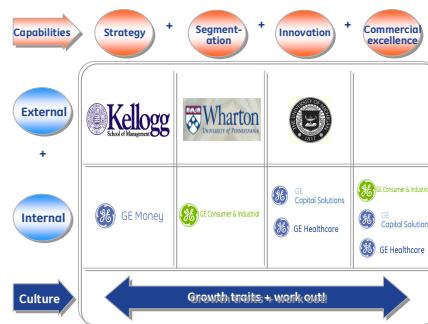 Capabilities
Strategy
+
Segment-
ation
+
Innovation
+
Commercial
excellence
External
Kellogg
School of Management
Wharton
UNIVERSITY of PENNSYLVANIA
1817
+
Internal
GE Money
GE Consumer & Industrial
GE
Capital Solutions
GE Healthcare
GE Consumer & Industrial
GE
Capital Solution
GE Healthcare
Culture
Growth traits + work out!